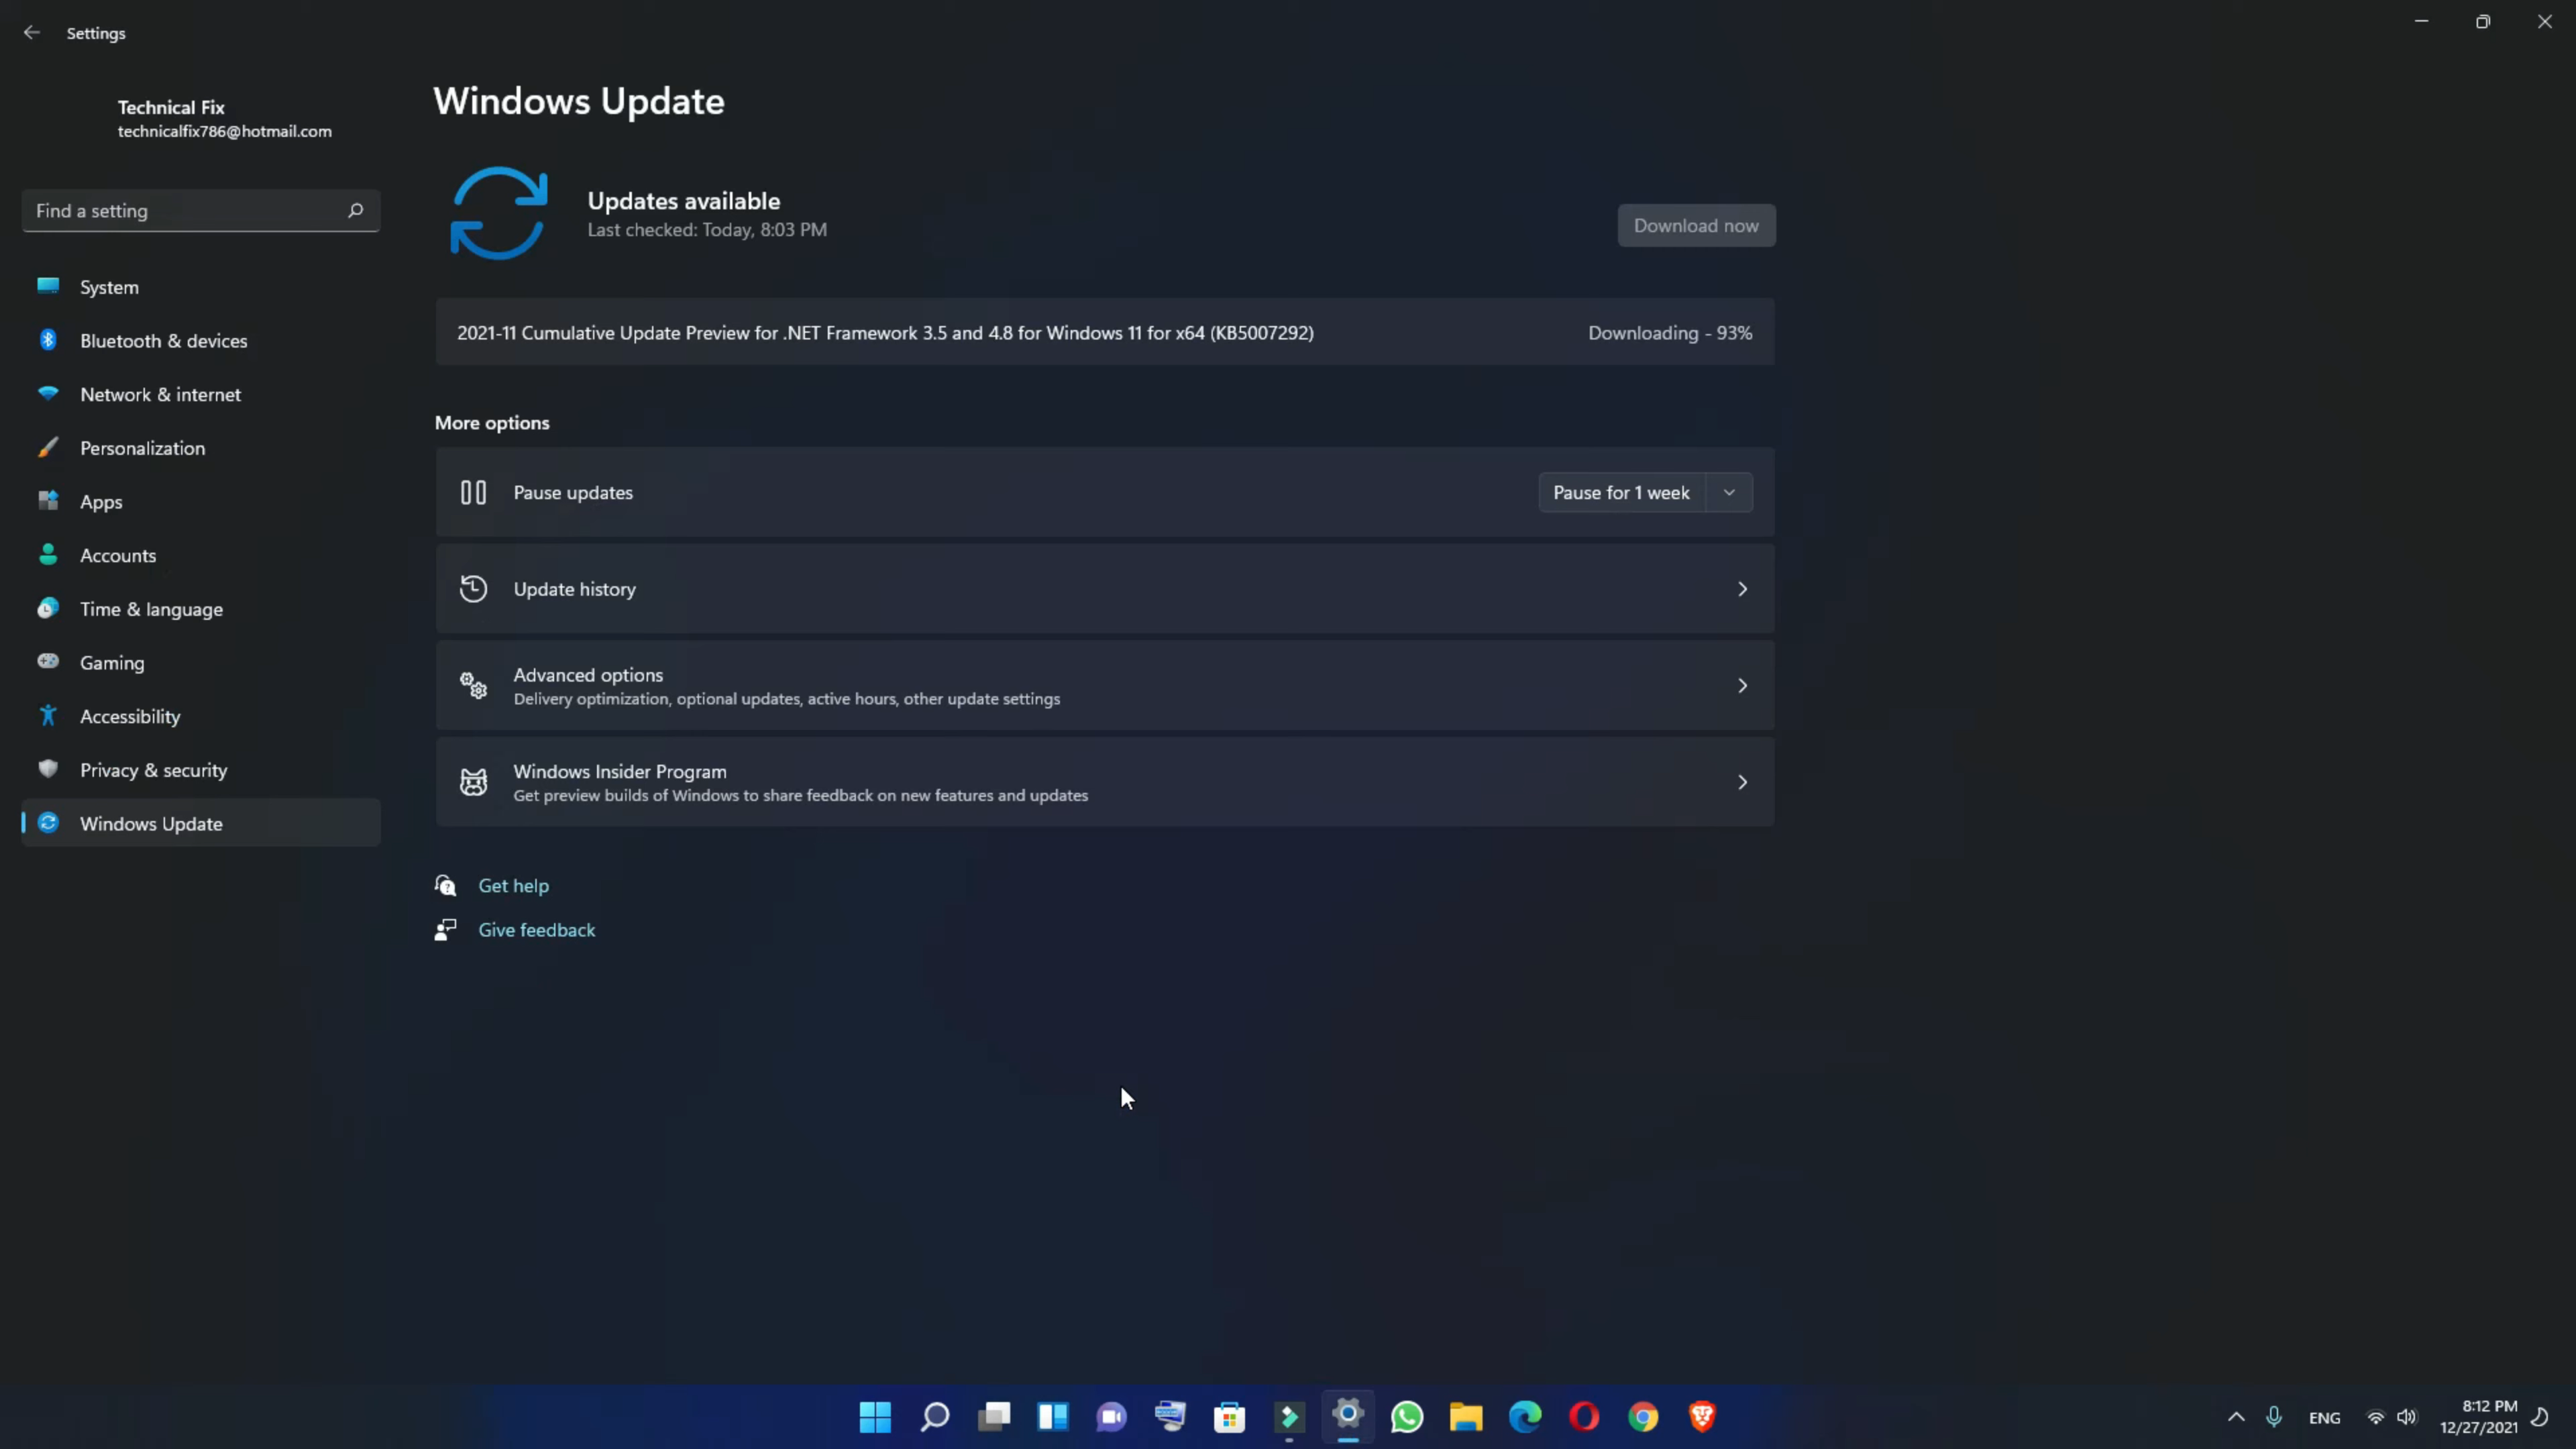 Settings
Technical Fix
technicalfix786@hotmail.com
Find a setting
System
Bluetooth & devices
Network & internet
Personalization
Apps
Accounts
Time & language
Gaming
Accessibility
Privacy & security
Windows Update
Windows Update
Updates available
Last checked: Today, 8:03 PM
Download now
2021-11 Cumulative Update Preview for .NET Framework 3.5 and 4.8 for Windows 11 for x64 (KB5007292)
Downloading - 93%
More options
Pause updates
Pause for 1 week
Update history
Advanced options
Delivery optimization, optional updates, active hours, other update settings
Windows Insider Program
Get preview builds of Windows to share feedback on new features and updates
Get help
Give feedback
ENG
8:12 PM
12/27/2021